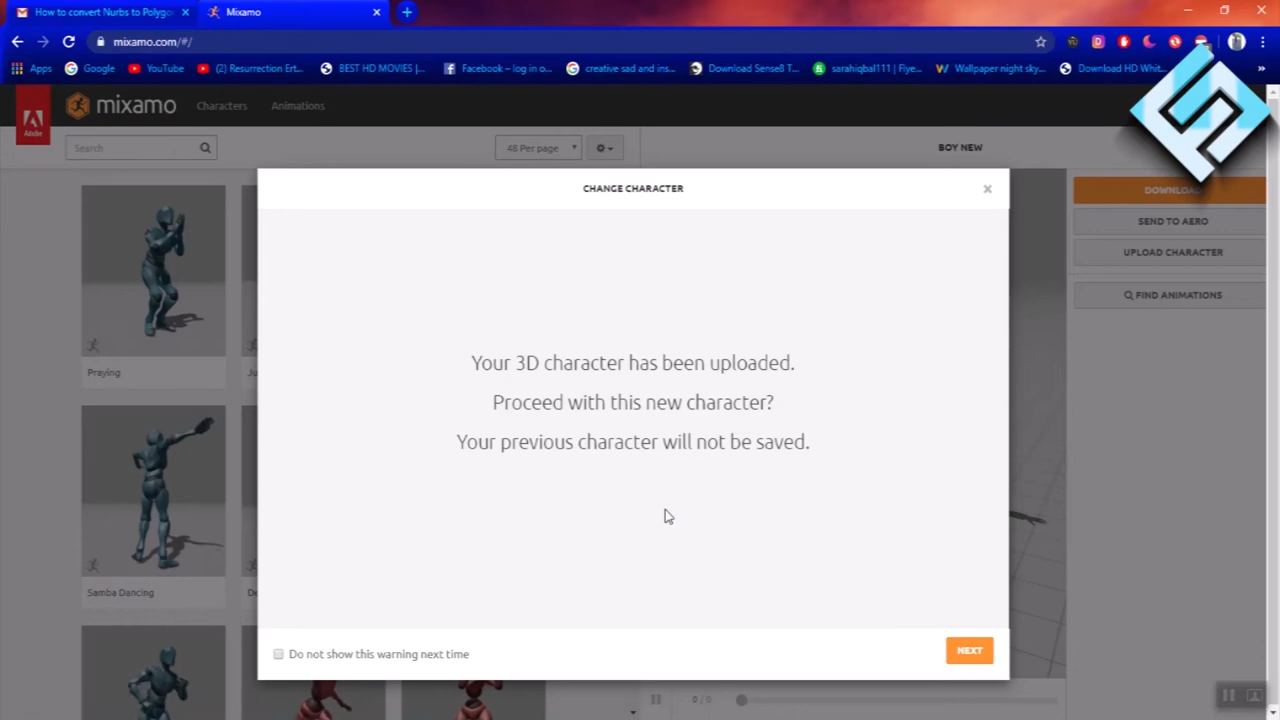 How to convert Nurbs to Polygo
Mixamo
mixamo.com/#/
Apps
Google
YouTube
(2) Resurrection Ert...
BEST HD MOVIES |...
Facebook – log in o...
creative sad and ins...
Download Sense8 T...
sarahiqbal111 | Flye...
Wallpaper night sky...
Download HD Whit...
Adobe
mixamo
Characters
Animations
Search
48 Per page
BOY NEW
CHANGE CHARACTER
DOWNLOAD
SEND TO AERO
UPLOAD CHARACTER
FIND ANIMATIONS
Your 3D character has been uploaded.
Proceed with this new character?
Your previous character will not be saved.
Praying
Samba Dancing
Do not show this warning next time
NEXT
0 / 0